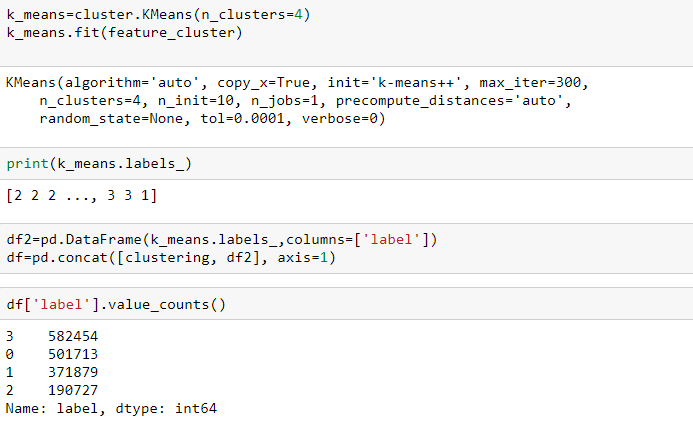 k_means=cluster.KMeans(n_clusters=4)
k_means.fit(feature_cluster)
KMeans(algorithm='auto', copy_x=True, init='k-means++', max_iter=300,
    n_clusters=4, n_init=10, n_jobs=1, precompute_distances='auto',
    random_state=None, tol=0.0001, verbose=0)
print(k_means.labels_)
[2 2 2 ..., 3 3 1]
df2=pd.DataFrame(k_means.labels_,columns=['label'])
df=pd.concat([clustering, df2], axis=1)
df['label'].value_counts()
3    582454
0    501713
1    371879
2    190727
Name: label, dtype: int64